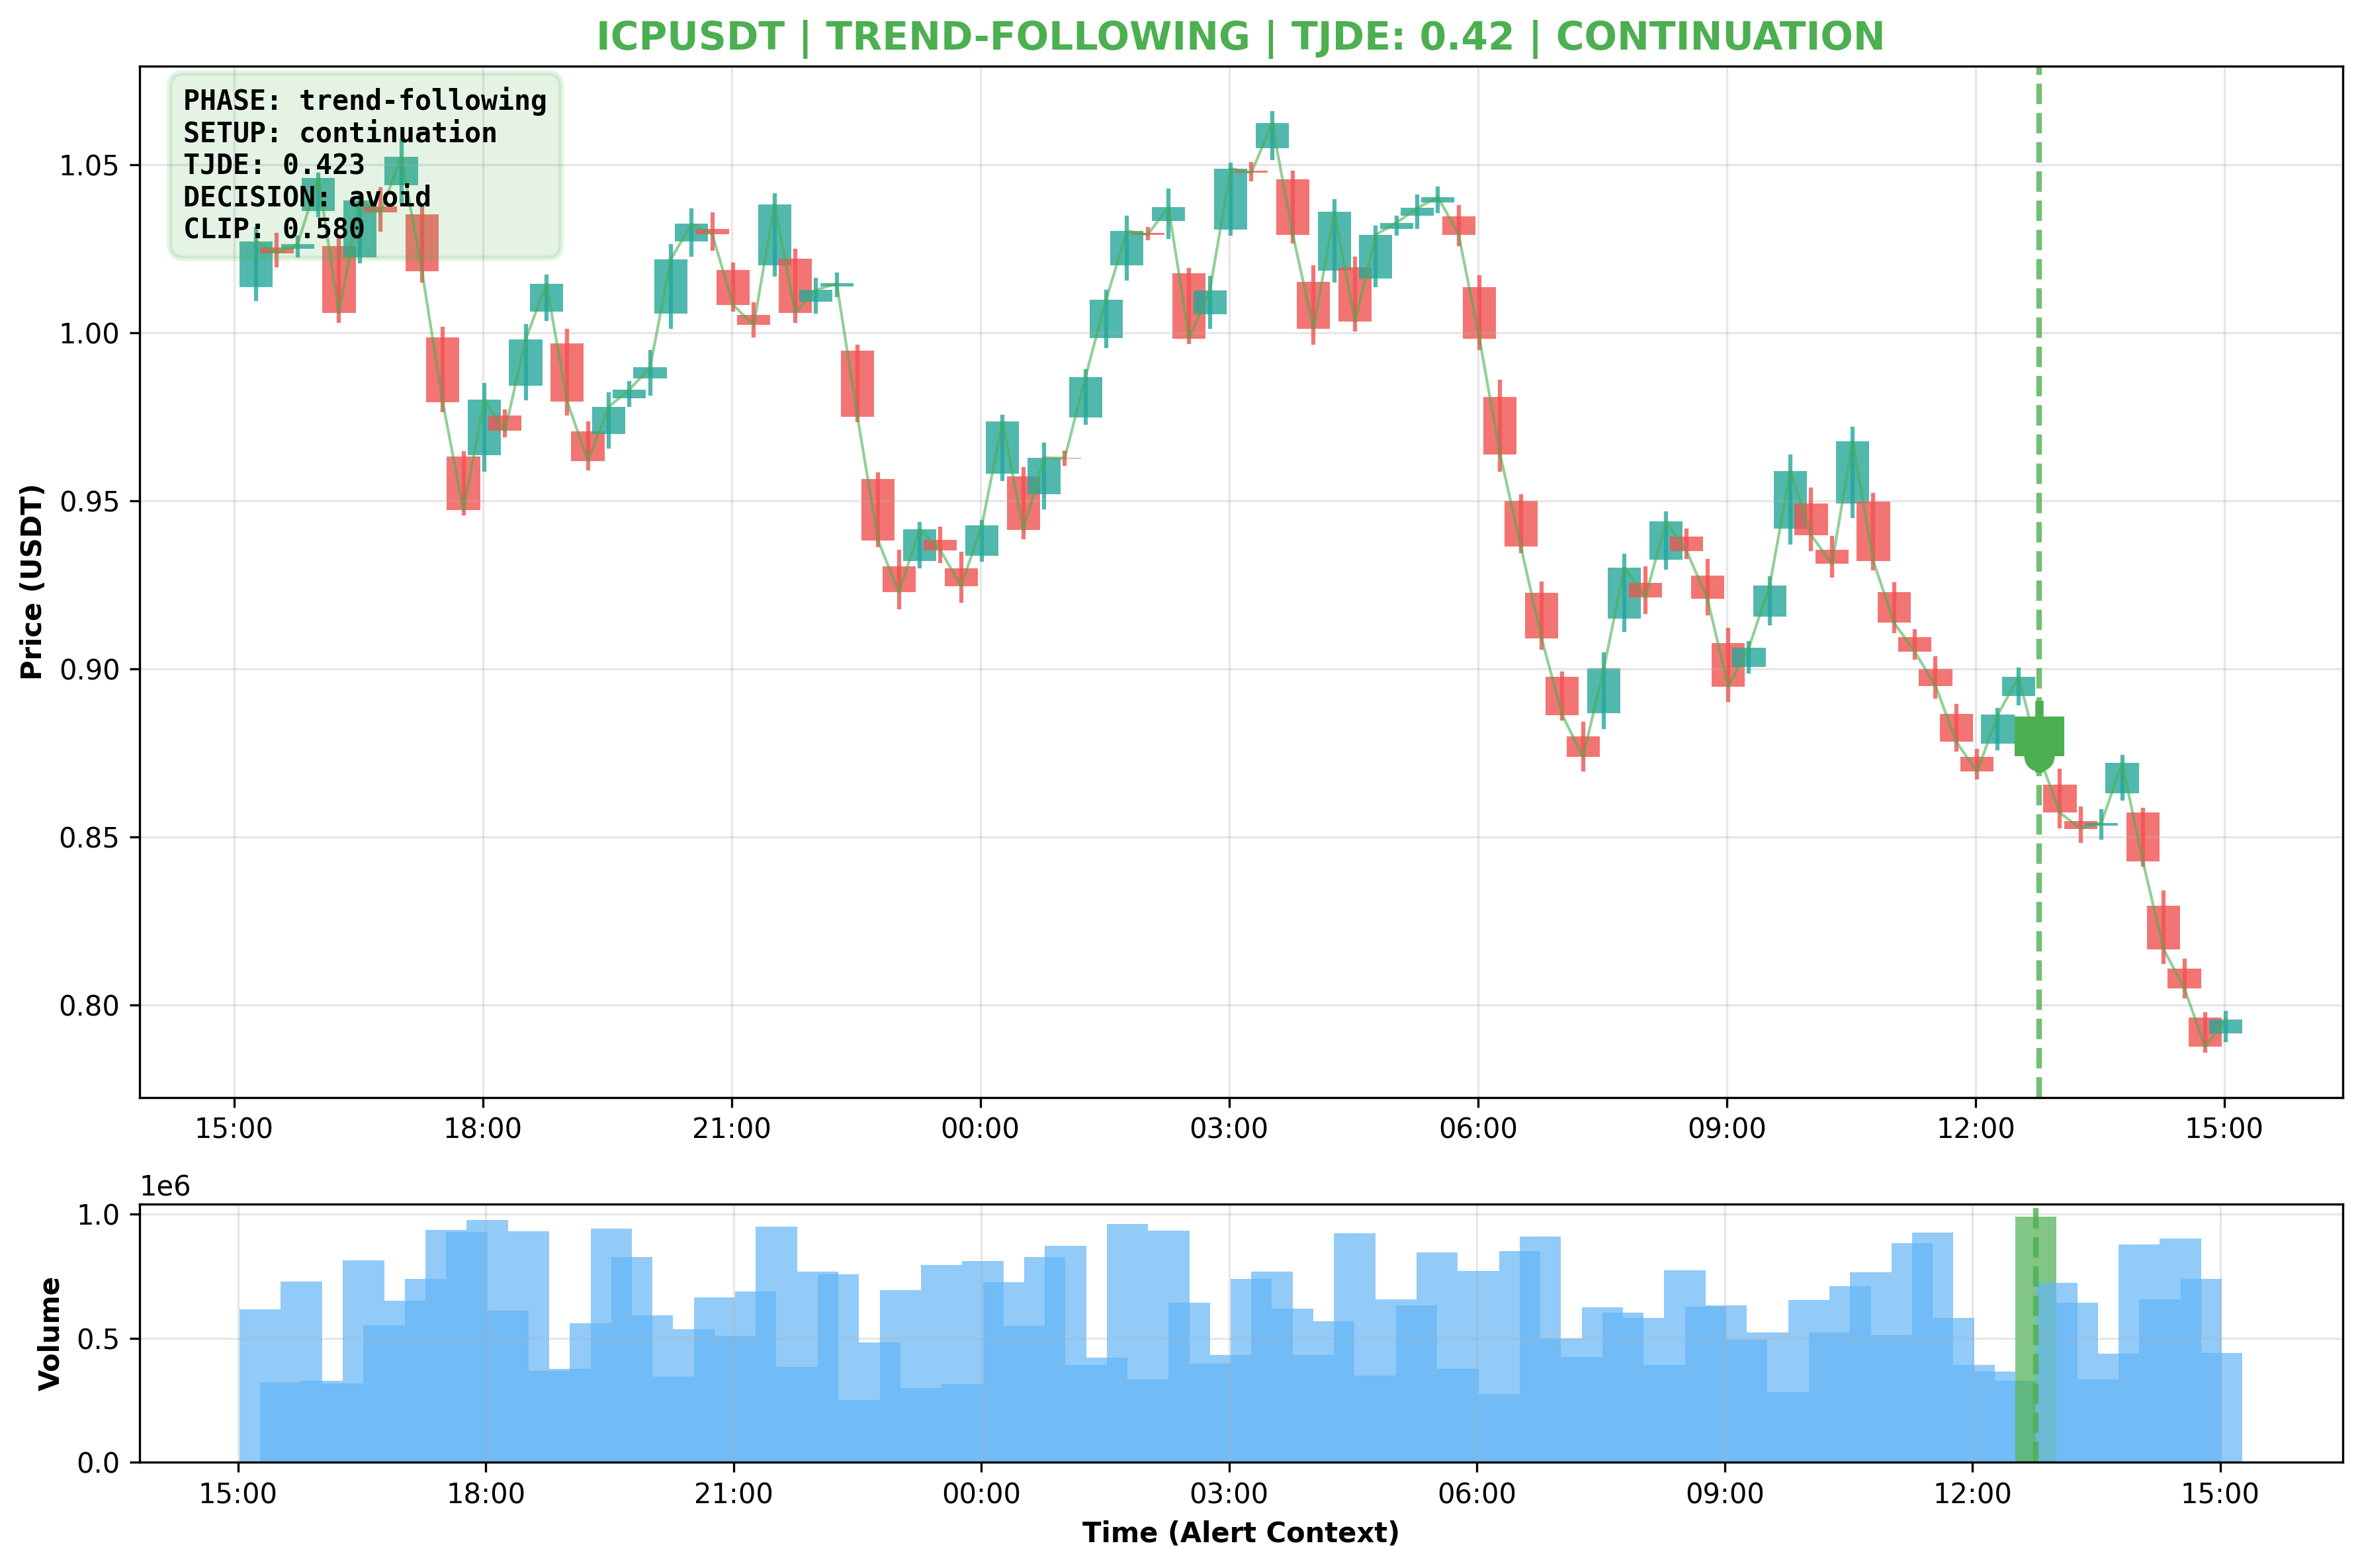 ICPUSDT | TREND-FOLLOWING | TJDE: 0.42 | CONTINUATION
PHASE: trend-following
SETUP: continuation
TJDE: 0.423
DECISION: avoid
CLIP: 0.580
Price (USDT)
1.05
1.00
0.95
0.90
0.85
0.80
15:00 18:00 21:00 00:00 03:00 06:00 09:00 12:00 15:00
1e6
Volume
1.0
0.5
0.0
15:00 18:00 21:00 00:00 03:00 06:00 09:00 12:00 15:00
Time (Alert Context)